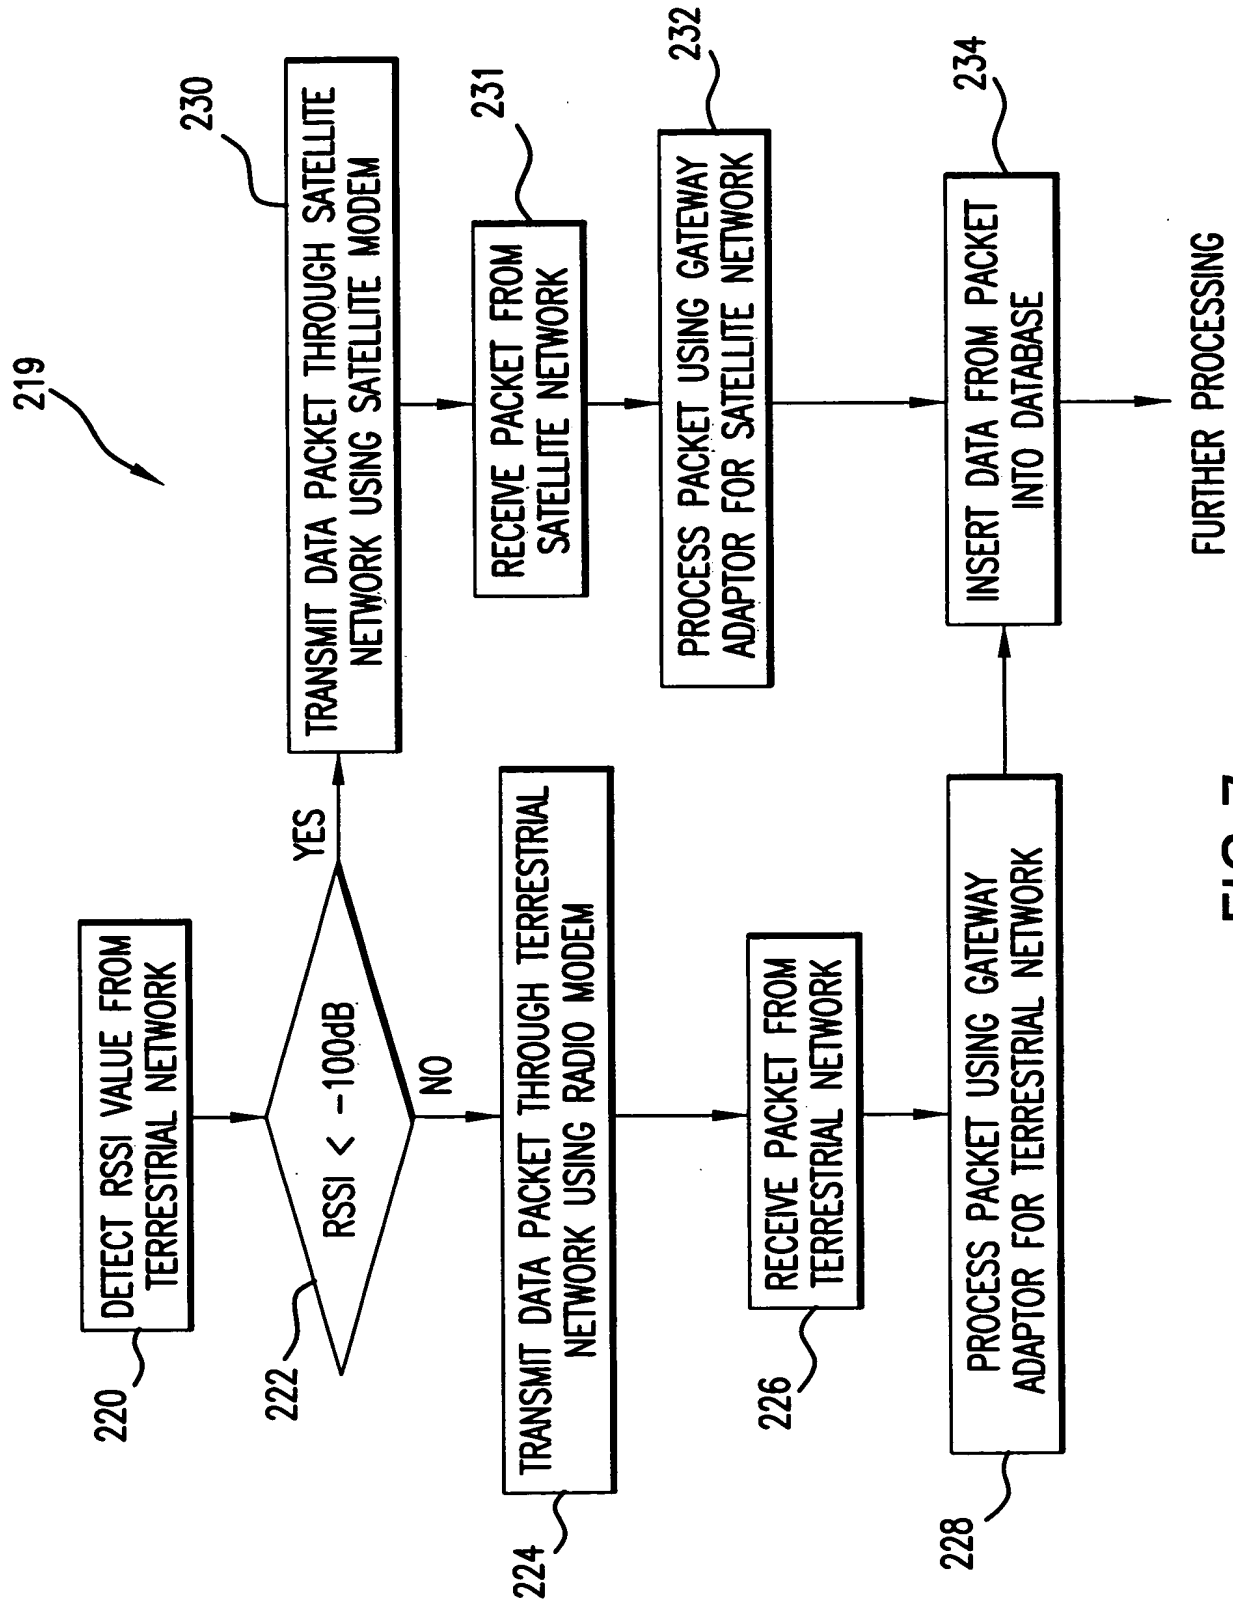 219
220
DETECT RSSI VALUE FROM
TERRESTRIAL NETWORK
222
RSSI < -100dB
YES
NO
230
TRANSMIT DATA PACKET THROUGH SATELLITE
NETWORK USING SATELLITE MODEM
224
TRANSMIT DATA PACKET THROUGH TERRESTRIAL
NETWORK USING RADIO MODEM
231
RECEIVE PACKET FROM
SATELLITE NETWORK
226
RECEIVE PACKET FROM
TERRESTRIAL NETWORK
232
PROCESS PACKET USING GATEWAY
ADAPTOR FOR SATELLITE NETWORK
228
PROCESS PACKET USING GATEWAY
ADAPTOR FOR TERRESTRIAL NETWORK
234
INSERT DATA FROM PACKET
INTO DATABASE
FURTHER PROCESSING